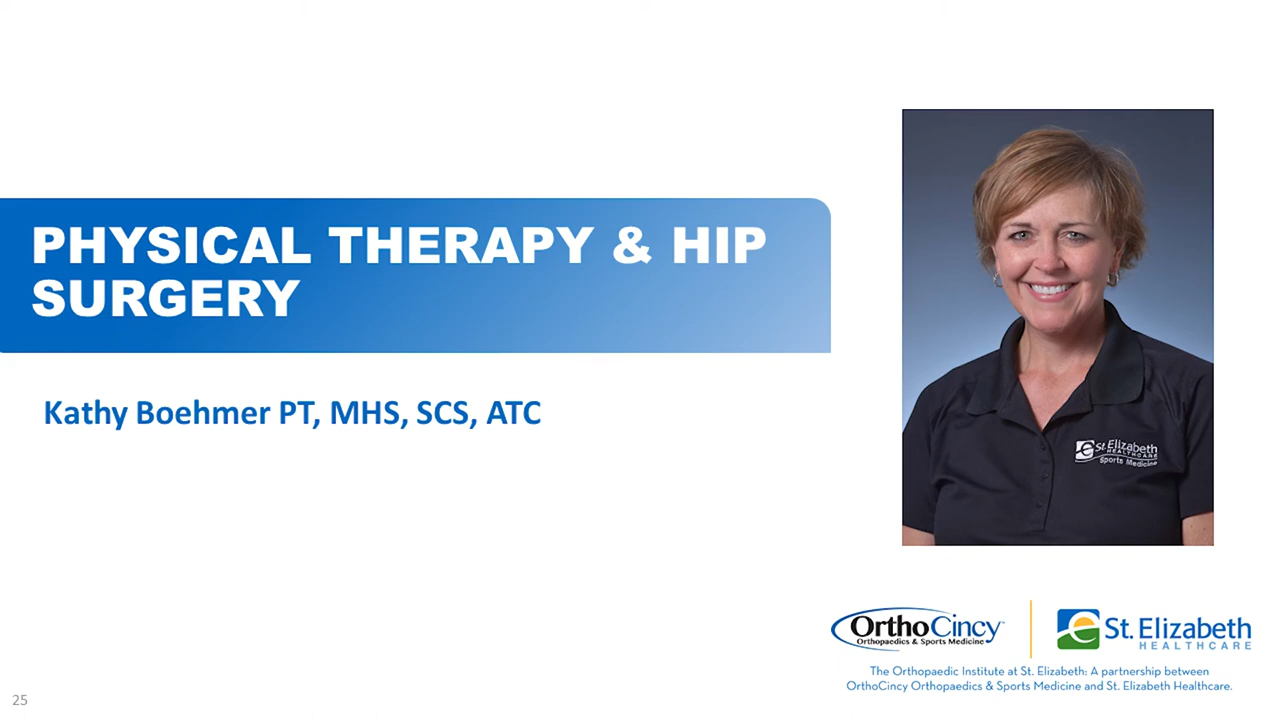 PHYSICAL THERAPY & HIP
SURGERY
Kathy Boehmer PT, MHS, SCS, ATC
St. Elizabeth
HEALTHCARE
Sports Medicine
OrthoCincy™
Orthopaedics & Sports Medicine
St. Elizabeth
HEALTHCARE
The Orthopaedic Institute at St. Elizabeth: A partnership between
OrthoCincy Orthopaedics & Sports Medicine and St. Elizabeth Healthcare.
25